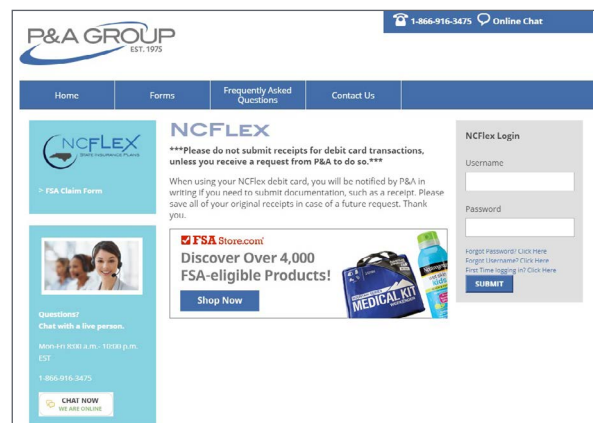 P&A GROUP
EST. 1975
1-866-916-3475 Online Chat
Home
Forms
Frequently Asked
Questions
Contact Us
NCFLEX
STATE INSURANCE PLANS
> FSA Claim Form
Questions?
Chat with a live person.
Mon-Fri 8:00 a.m. - 10:00 p.m.
EST
1-866-916-3475
CHAT NOW
WE ARE ONLINE
NCFLEX
***Please do not submit receipts for debit card transactions,
unless you receive a request from P&A to do so.***
When using your NCFlex debit card, you will be notified by P&A in
writing if you need to submit documentation, such as a receipt. Please
save all of your original receipts in case of a future request. Thank
you.
FSA Store.com
Discover Over 4,000
FSA-eligible Products!
Shop Now
MEDICAL KIT
kids
NCFlex Login
Username
Password
Forgot Password? Click Here
Forgot Username? Click Here
First Time logging in? Click Here
SUBMIT